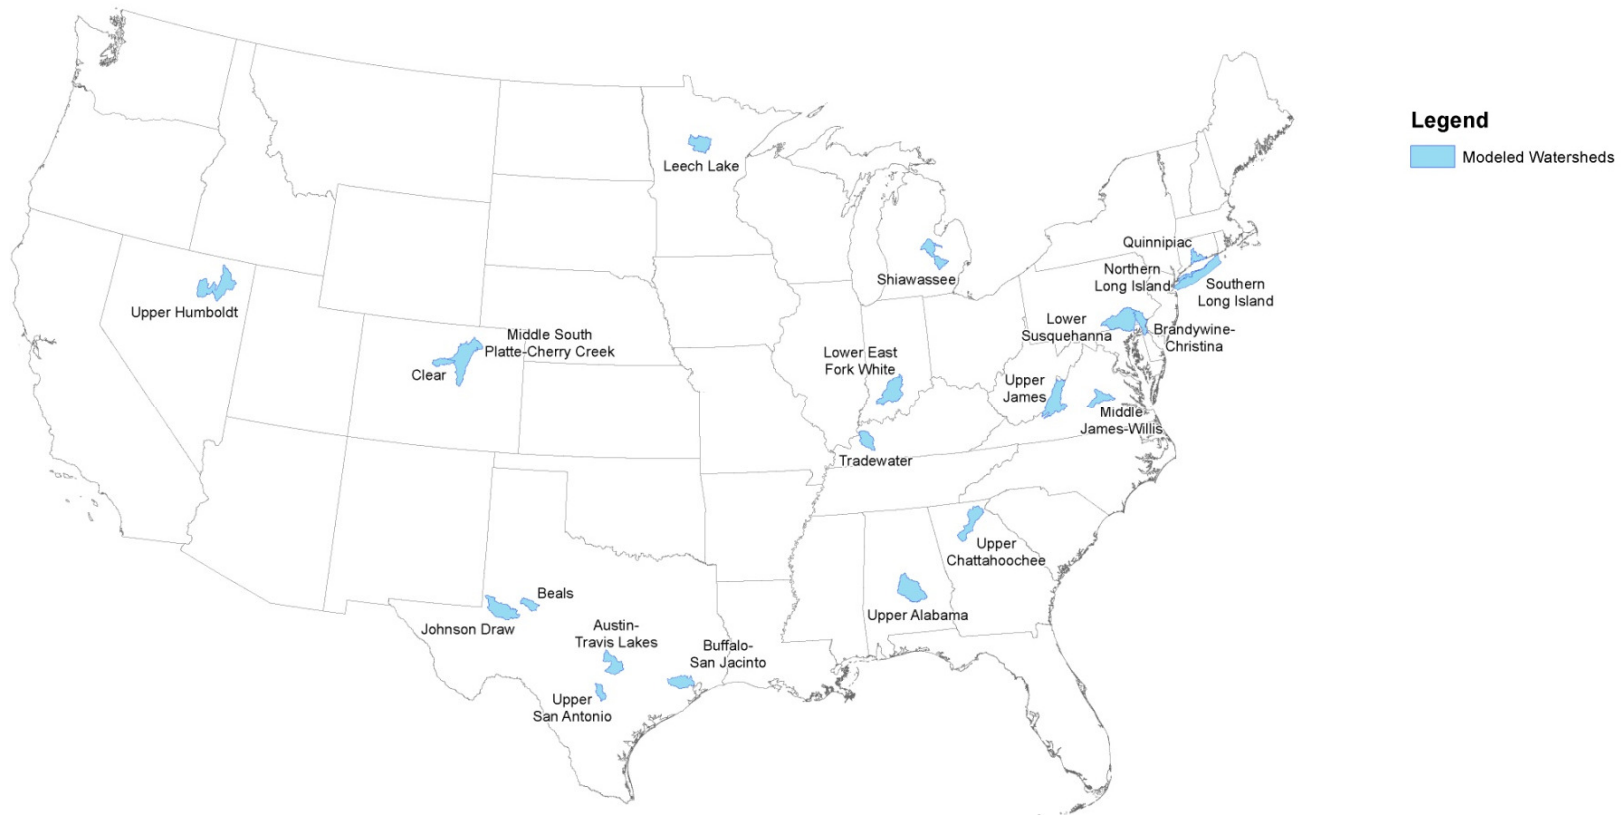 Legend
Modeled Watersheds
Leech Lake
Shiawassee
Quinnipiac
Northern
Long Island
Southern
Long Island
Upper Humboldt
Lower
Susquehanna
Brandywine-
Christina
Middle South
Platte-Cherry Creek
Clear
Lower East
Fork White
Upper
James
Middle-
James-Willis
Tradewater
Upper
Chattahoochee
Upper Alabama
Beals
Johnson Draw
Austin-
Travis Lakes
Buffalo-
San Jacinto
Upper
San Antonio